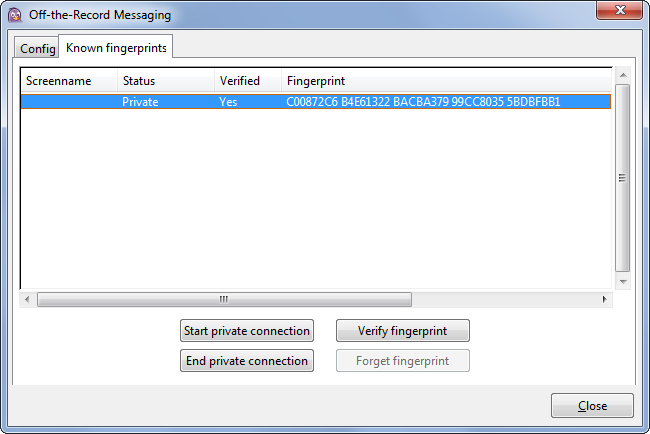 Off-the-Record Messaging
Config Known fingerprints
Screenname Status Verified Fingerprint
Private Yes C00872C6 B4E61322 BACBA379 99CC8035 5BDBFBB1
Start private connection Verify fingerprint
End private connection Forget fingerprint
Close